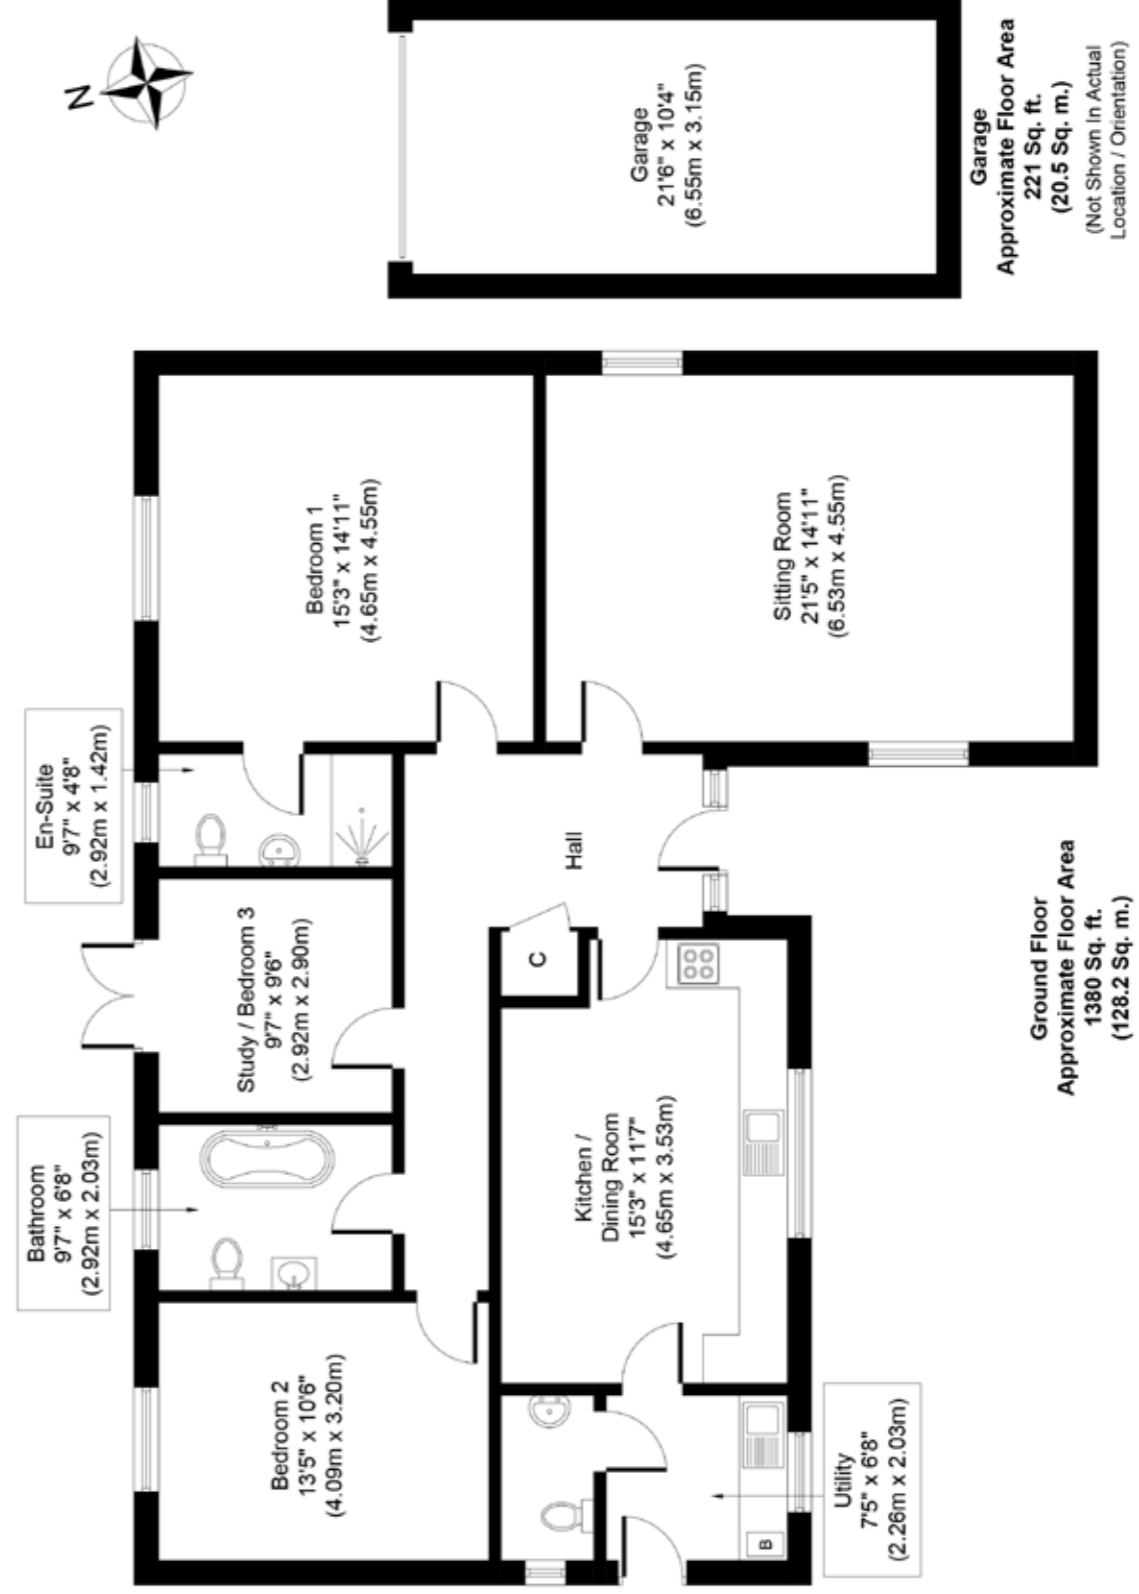 N
Garage
21'6" x 10'4"
(6.55m x 3.15m)
Garage
Approximate Floor Area
221 Sq. ft.
(20.5 Sq. m.)
(Not Shown In Actual
Location / Orientation)
Bathroom
9'7" x 6'8"
(2.92m x 2.03m)
En-Suite
9'7" x 4'8"
(2.92m x 1.42m)
Bedroom 2
13'5" x 10'6"
(4.09m x 3.20m)
Study / Bedroom 3
9'7" x 9'6"
(2.92m x 2.90m)
Bedroom 1
15'3" x 14'11"
(4.65m x 4.55m)
C
Hall
Kitchen /
Dining Room
15'3" x 11'7"
(4.65m x 3.53m)
Sitting Room
21'5" x 14'11"
(6.53m x 4.55m)
B
Utility
7'5" x 6'8"
(2.26m x 2.03m)
Ground Floor
Approximate Floor Area
1380 Sq. ft.
(128.2 Sq. m.)